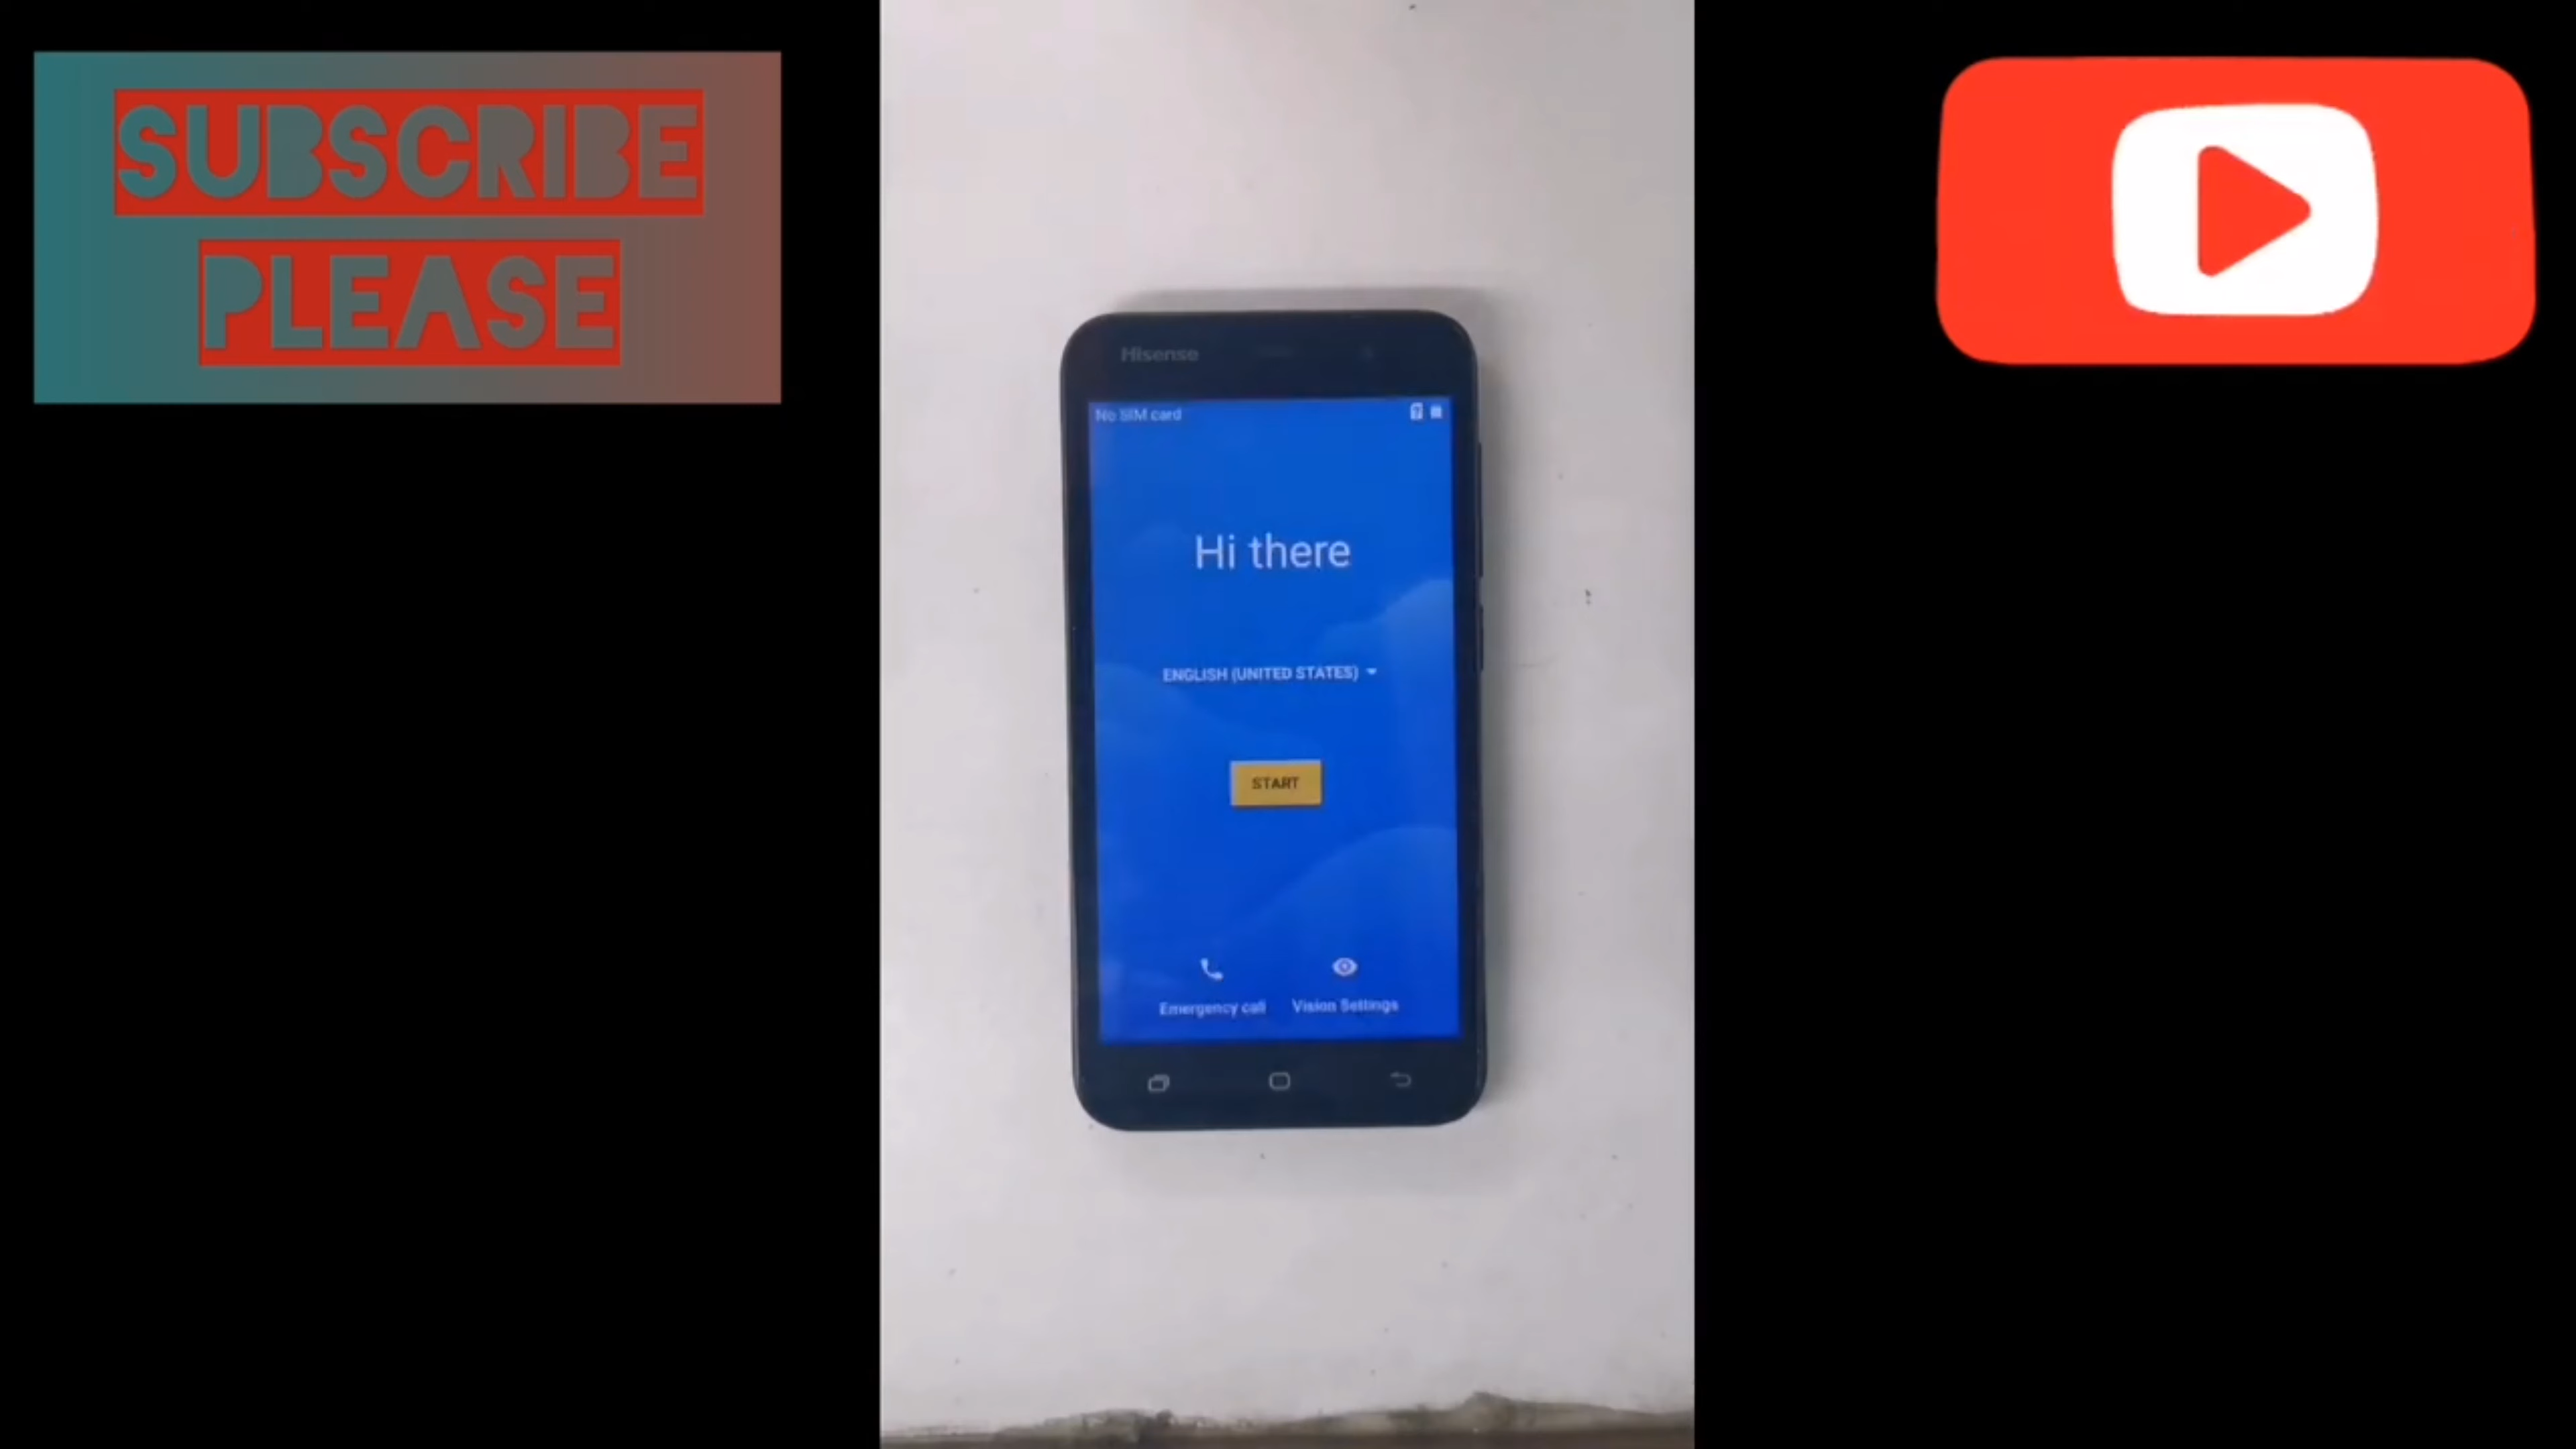 SUBSCRIBE
PLEASE
Hisense
No SIM card
Hi there
ENGLISH (UNITED STATES)
START
Emergency call
Vision Settings